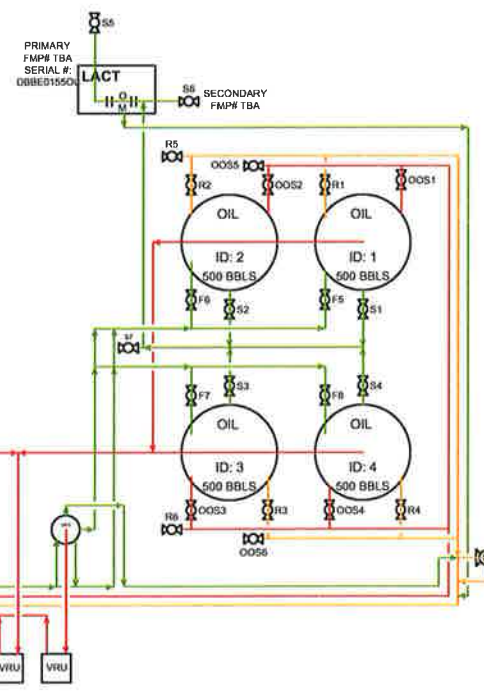 S5
PRIMARY
FMP# TBA
SERIAL #:
LACT
S6
SECONDARY
FMP# TBA
O
M
R5
OOS5
R2
OOS2
R1
OOS1
OIL
OIL
ID: 2
ID: 1
500 BBLS
500 BBLS
F6
S2
F5
S1
S7
F7
S3
F8
S4
OIL
OIL
ID: 3
ID: 4
500 BBLS
500 BBLS
OOS3
R3
OOS4
R4
R6
OOS6
VRU
VRU